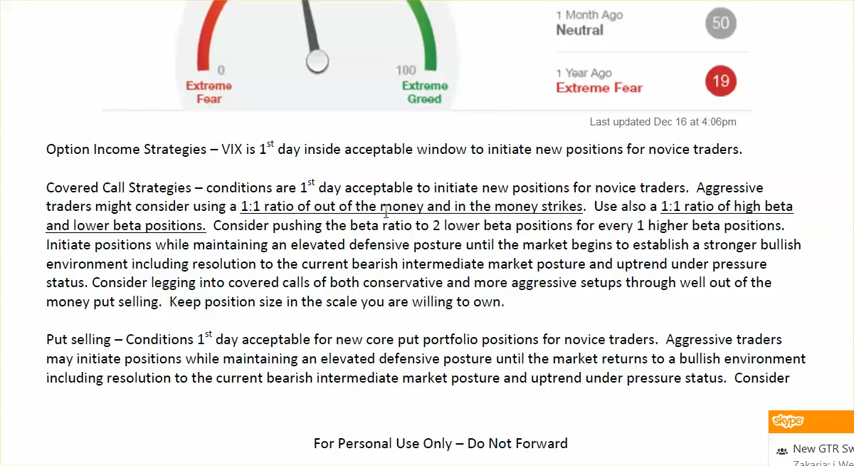 1 Month Ago
Neutral
50
0
100
Extreme
Fear
Extreme
Greed
1 Year Ago
Extreme Fear
19
Last updated Dec 16 at 4:06pm
Option Income Strategies – VIX is 1st day inside acceptable window to initiate new positions for novice traders.
Covered Call Strategies – conditions are 1st day acceptable to initiate new positions for novice traders. Aggressive
traders might consider using a 1:1 ratio of out of the money and in the money strikes. Use also a 1:1 ratio of high beta
and lower beta positions. Consider pushing the beta ratio to 2 lower beta positions for every 1 higher beta positions.
Initiate positions while maintaining an elevated defensive posture until the market begins to establish a stronger bullish
environment including resolution to the current bearish intermediate market posture and uptrend under pressure
status. Consider legging into covered calls of both conservative and more aggressive setups through well out of the
money put selling. Keep position size in the scale you are willing to own.
Put selling – Conditions 1st day acceptable for new core put portfolio positions for novice traders. Aggressive traders
may initiate positions while maintaining an elevated defensive posture until the market returns to a bullish environment
including resolution to the current bearish intermediate market posture and uptrend under pressure status. Consider
For Personal Use Only – Do Not Forward
skype
New GTR Sw
Zakaria: i We